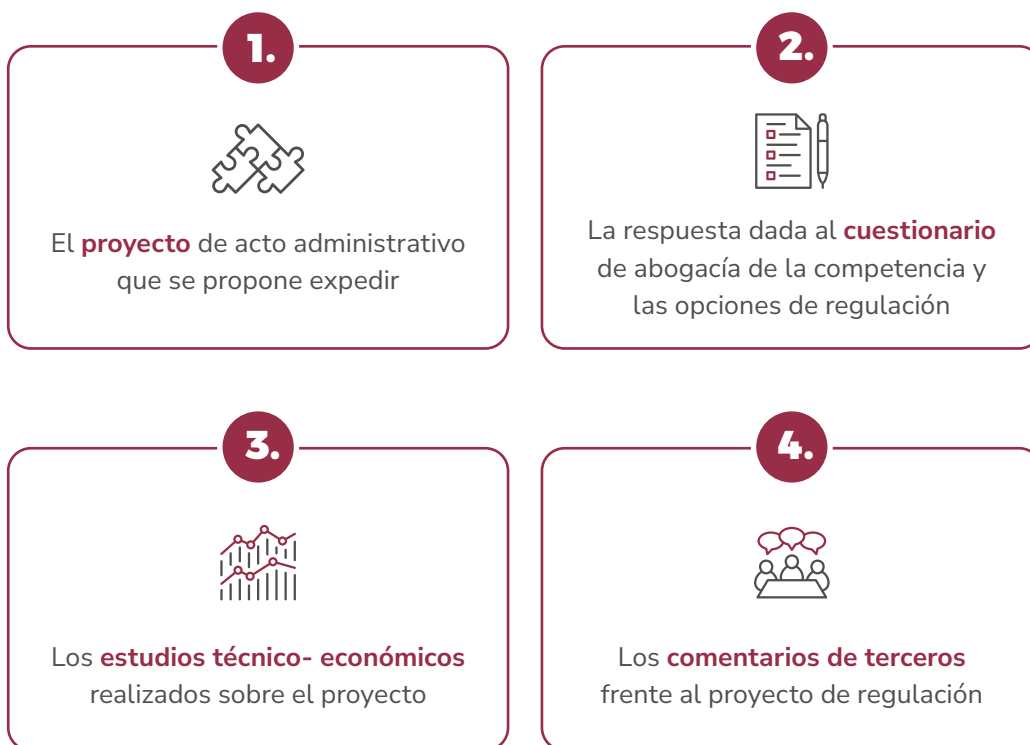 1.
El proyecto de acto administrativo
que se propone expedir
2.
La respuesta dada al cuestionario
de abogacía de la competencia y
las opciones de regulación
3.
Los estudios técnico- económicos
realizados sobre el proyecto
4.
Los comentarios de terceros
frente al proyecto de regulación